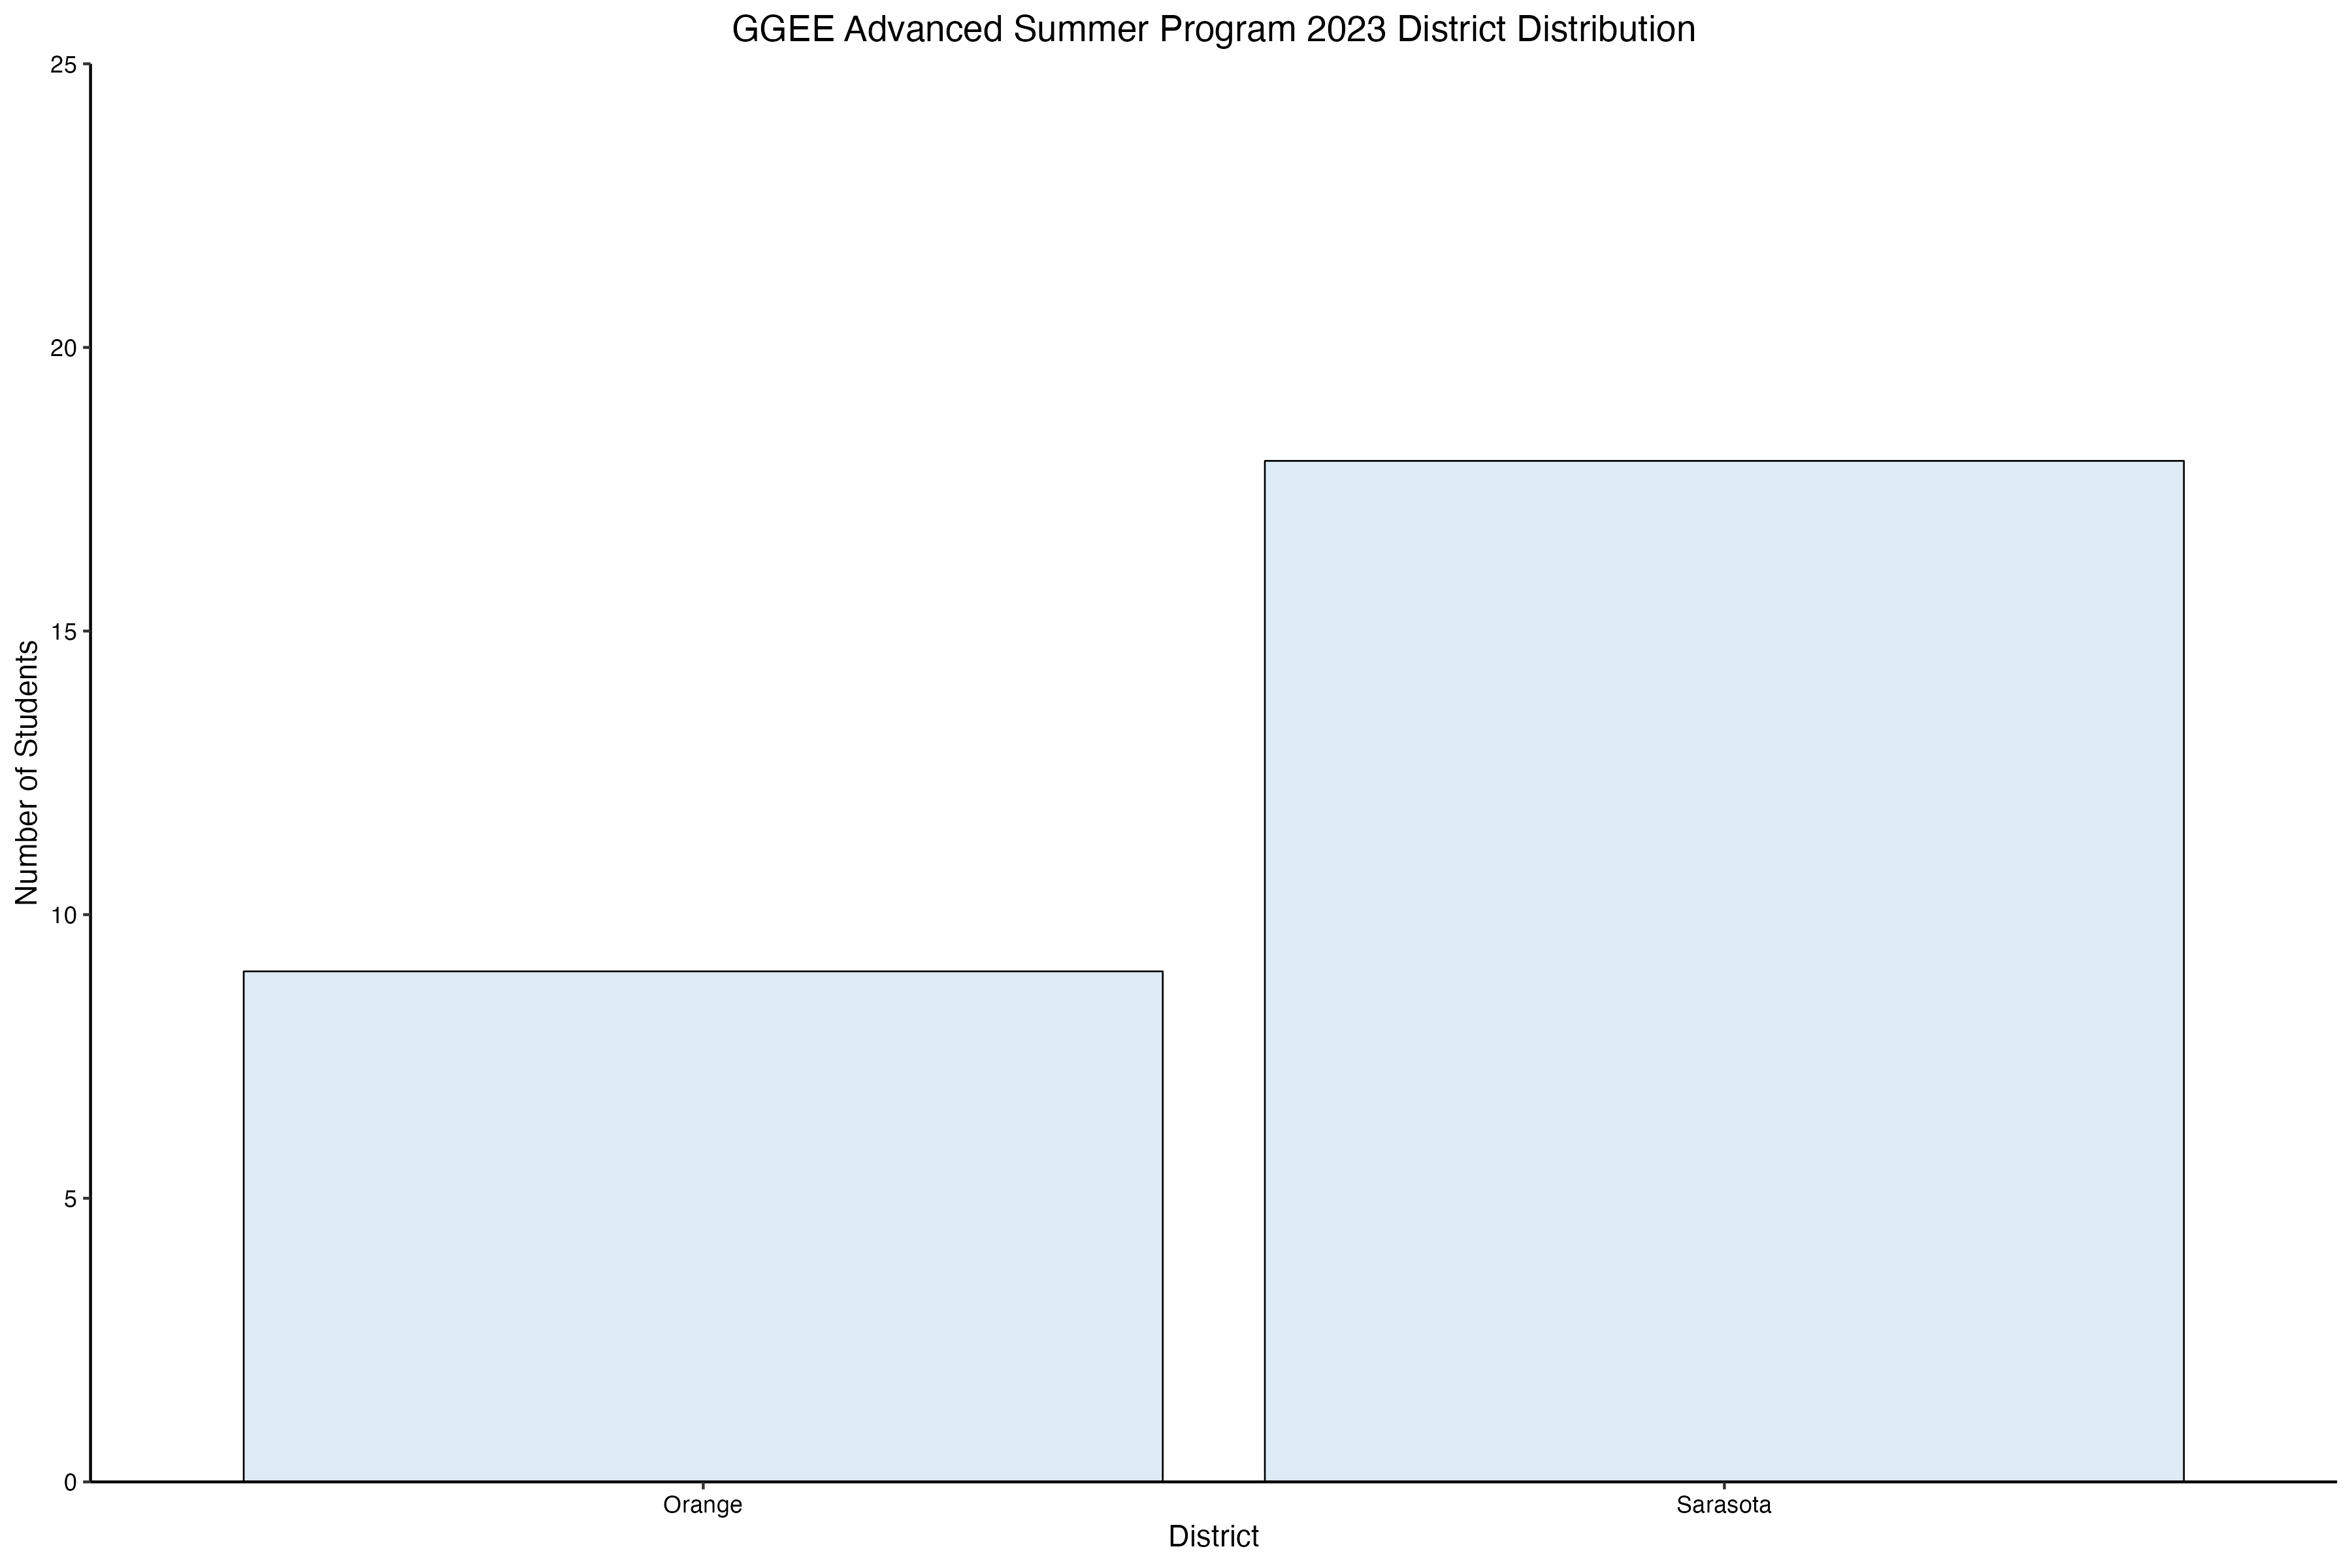 GGEE Advanced Summer Program 2023 District Distribution
25
20
15
10
5
0
Number of Students
Orange Sarasota
District